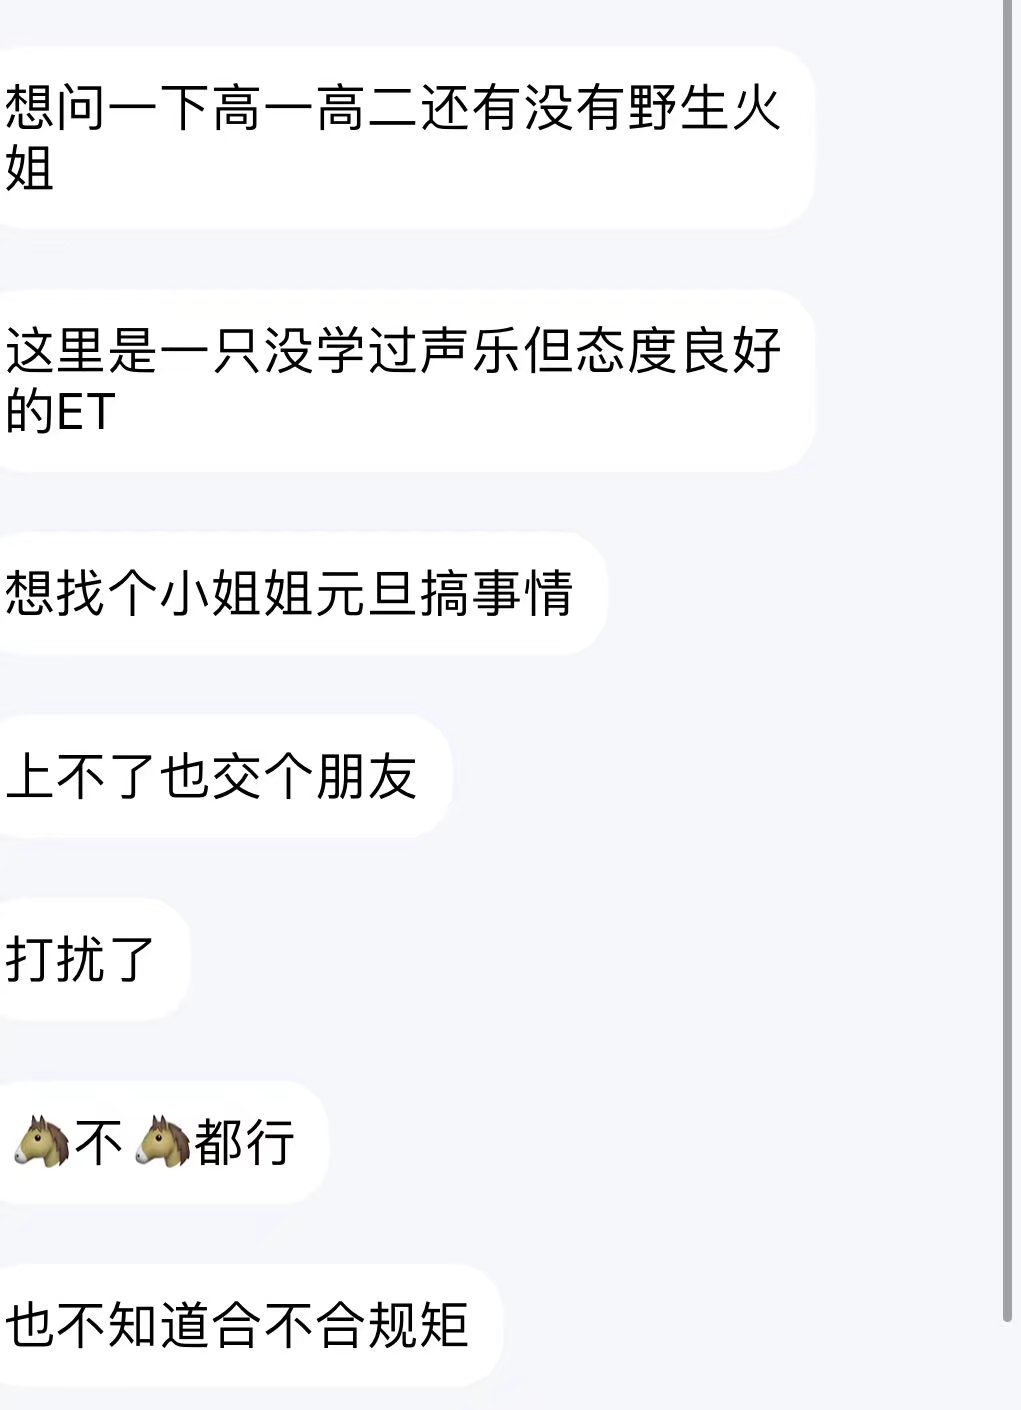 想问一下高一高二还有没有野生火
姐
这里是一只没学过声乐但态度良好
的ET
想找个小姐姐元旦搞事情
上不了也交个朋友
打扰了
🐴不🐴都行
也不知道合不合规矩